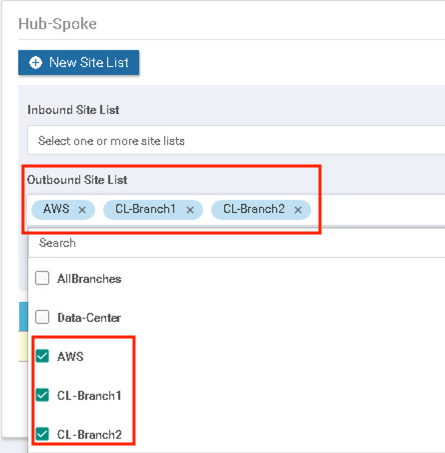 Hub-Spoke
New Site List
Inbound Site List
Select one or more site lists
Outbound Site List
AWS × CL-Branch1 × CL-Branch2 ×
Search
AllBranches
Data-Center
AWS
CL-Branch1
CL-Branch2